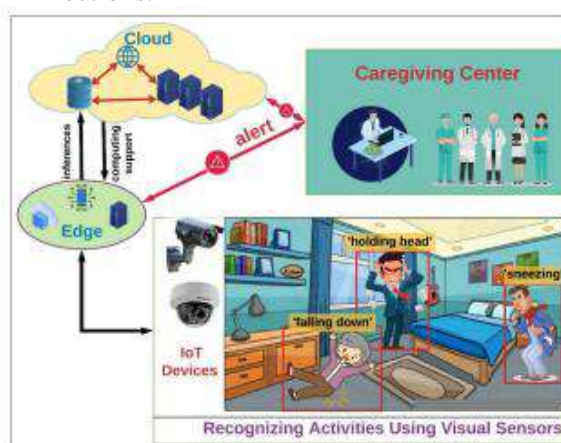 Cloud
Caregiving Center
alert
inferences
computing
support
Edge
'holding head'
'sneezing'
'falling down'
IoT
Devices
Recognizing Activities Using Visual Sensors